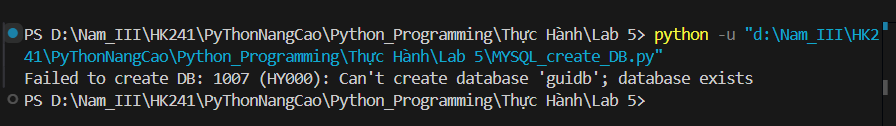 PS D:\Nam_III\HK241\PyThonNangCao\Python_Programming\Thực Hành\Lab 5> python -u "d:\Nam_III\HK2
41\PyThonNangCao\Python_Programming\Thực Hành\Lab 5\MYSQL_create_DB.py"
Failed to create DB: 1007 (HY000): Can't create database 'guidb'; database exists
PS D:\Nam_III\HK241\PyThonNangCao\Python_Programming\Thực Hành\Lab 5>